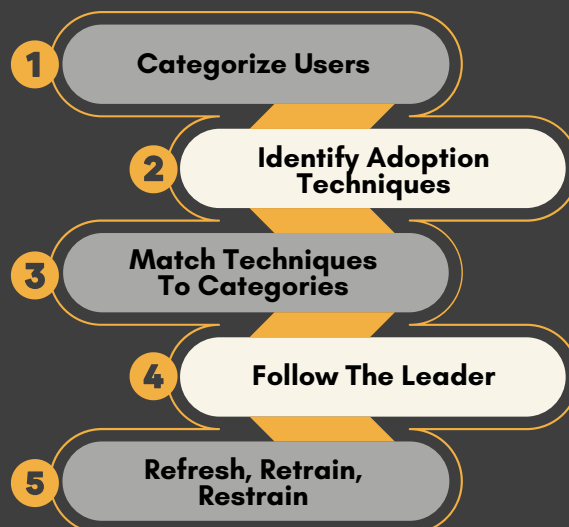 1
Categorize Users
2
Identify Adoption
Techniques
3
Match Techniques
To Categories
4
Follow The Leader
5
Refresh, Retrain,
Restrain